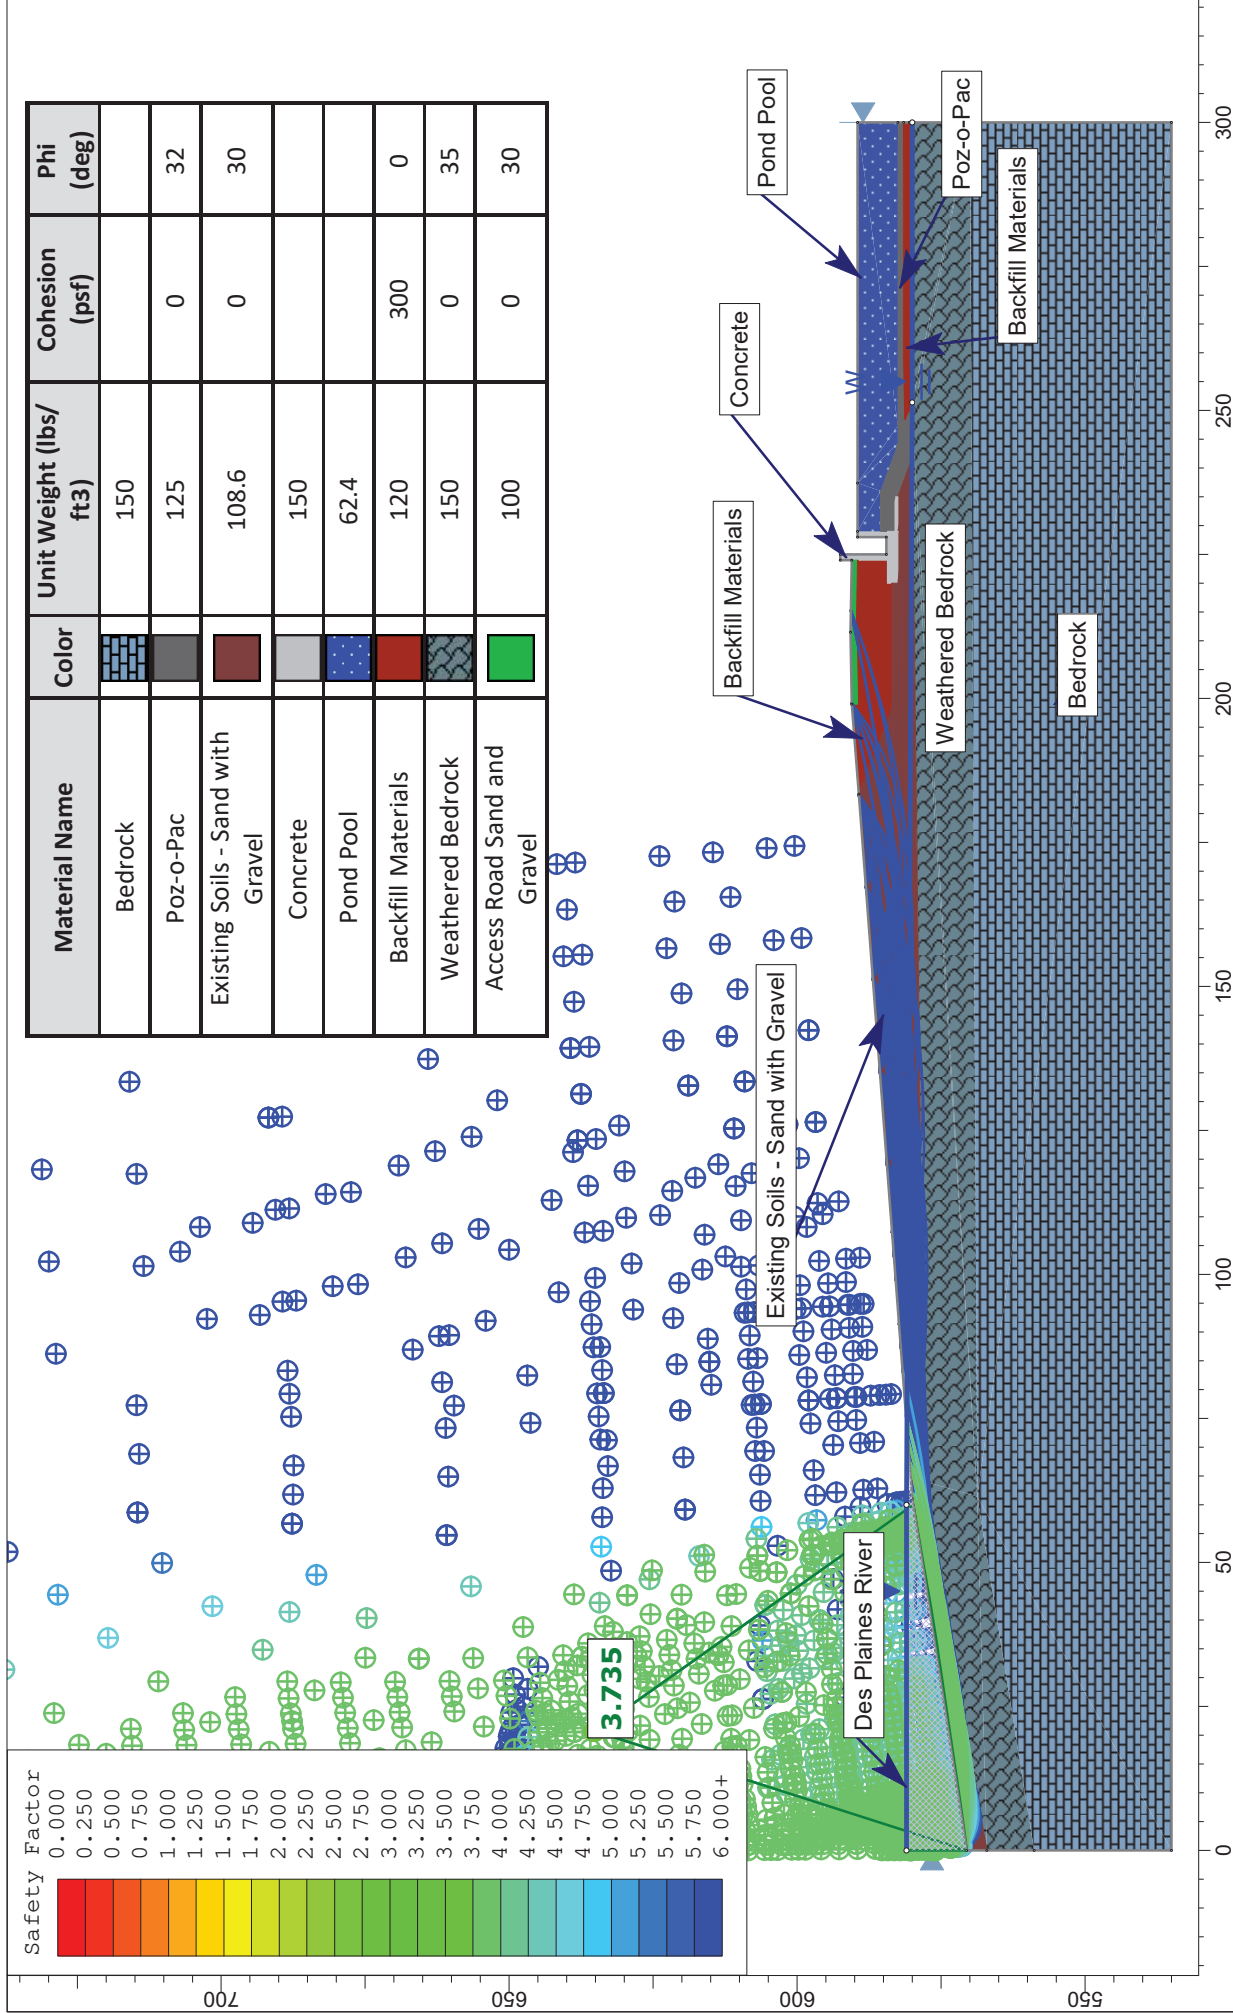 Safety Factor
0.000
0.250
0.500
0.750
1.000
1.250
1.500
1.750
2.000
2.250
2.500
2.750
3.000
3.250
3.500
3.750
4.000
4.250
4.500
4.750
5.000
5.250
5.500
5.750
6.000+
Material Name Color Unit Weight (lbs/ft3) Cohesion (psf) Phi (deg)
Bedrock 150
Poz-o-Pac 125 0 32
Existing Soils - Sand with Gravel 108.6 0 30
Concrete 150
Pond Pool 62.4
Backfill Materials 120 300 0
Weathered Bedrock 150 0 35
Access Road Sand and Gravel 100 0 30
3.735
Des Plaines River
Existing Soils - Sand with Gravel
Backfill Materials
Concrete
Pond Pool
W
Poz-o-Pac
Backfill Materials
Weathered Bedrock
Bedrock
700
650
600
550
0
50
100
150
200
250
300